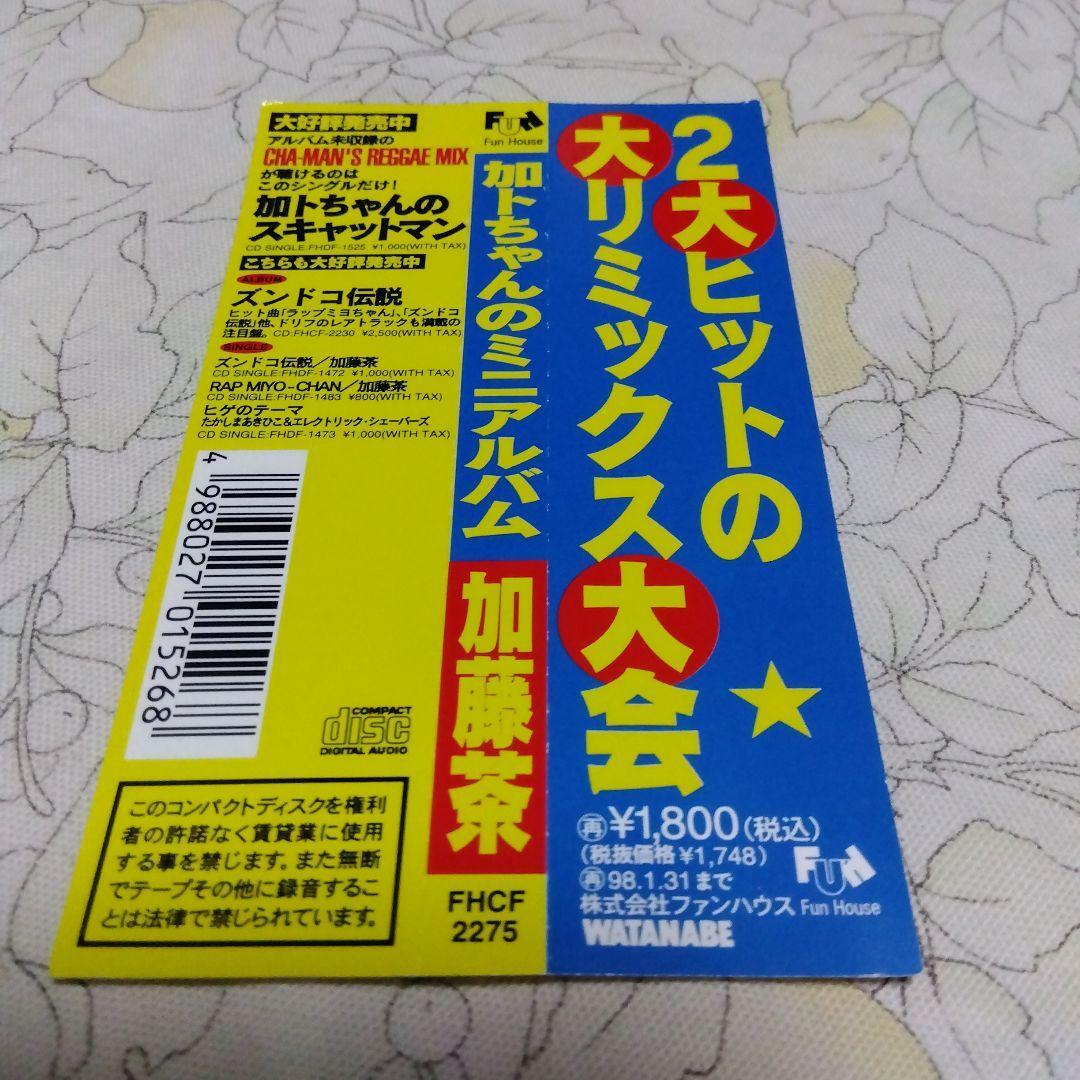 大好評発売中
アルバム未収録の
CHA-MAN'S REGGAE MIX
が聴けるのは
このシングルだけ!
加トちゃんの
スキャットマン
CD SINGLE:FHDF-1525 ¥1,000(WITH TAX)
こちらも大好評発売中
ALBUM
ズンドコ伝説
ヒット曲「ラップミヨちゃん」、「ズンドコ
伝説」他、ドリフのレアトラックも満載の
注目盤。CD:FHCF-2230 ¥2,500(WITH TAX)
SINGLE
ズンドコ伝説/加藤茶
CD SINGLE:FHDF-1472 ¥1,000(WITH TAX)
RAP MIYO-CHAN/加藤茶
CD SINGLE:FHDF-1483 ¥800(WITH TAX)
ヒゲのテーマ
たかしまあきひこ&エレクトリック・シェーバーズ
CD SINGLE:FHDF-1473 ¥1,000(WITH TAX)
4 988027 015268
COMPACT
disc
DIGITAL AUDIO
このコンパクトディスクを権利
者の許諾なく賃貸業に使用
する事を禁じます。また無断
でテープその他に録音するこ
とは法律で禁じられています。
Fun
Fun House
加トちゃんのミニアルバム
加藤茶
FHCF
2275
2大ヒットの
大リミックス大会
再¥1,800(税込)
(税抜価格¥1,748)
再98.1.31まで
株式会社ファンハウス
Fun
Fun House
WATANABE